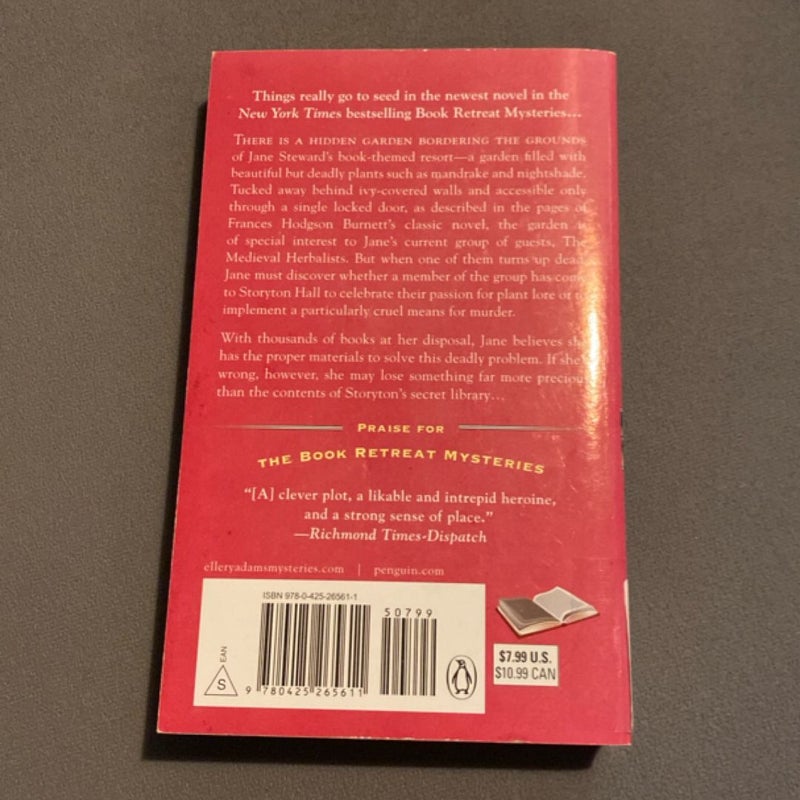 Things really go to seed in the newest novel in the
New York Times bestselling Book Retreat Mysteries...
THERE IS A HIDDEN GARDEN BORDERING THE GROUNDS
of Jane Steward's book-themed resort—a garden filled with
beautiful but deadly plants such as mandrake and nightshade.
Tucked away behind ivy-covered walls and accessible only
through a single locked door, as described in the pages of
Frances Hodgson Burnett's classic novel, the garden is
of special interest to Jane's current group of guests, The
Medieval Herbalists. But when one of them turns up dead,
Jane must discover whether a member of the group has come
to Storyton Hall to celebrate their passion for plant lore or to
implement a particularly cruel means for murder.
With thousands of books at her disposal, Jane believes she
has the proper materials to solve this deadly problem. If she's
wrong, however, she may lose something far more precious
than the contents of Storyton's secret library...
PRAISE FOR
THE BOOK RETREAT MYSTERIES
"[A] clever plot, a likable and intrepid heroine,
and a strong sense of place."
—Richmond Times-Dispatch
elleryadamsmysteries.com | penguin.com
ISBN 978-0-425-26561-1
50799
EAN
S
9 780425 265611
$7.99 U.S.
$10.99 CAN